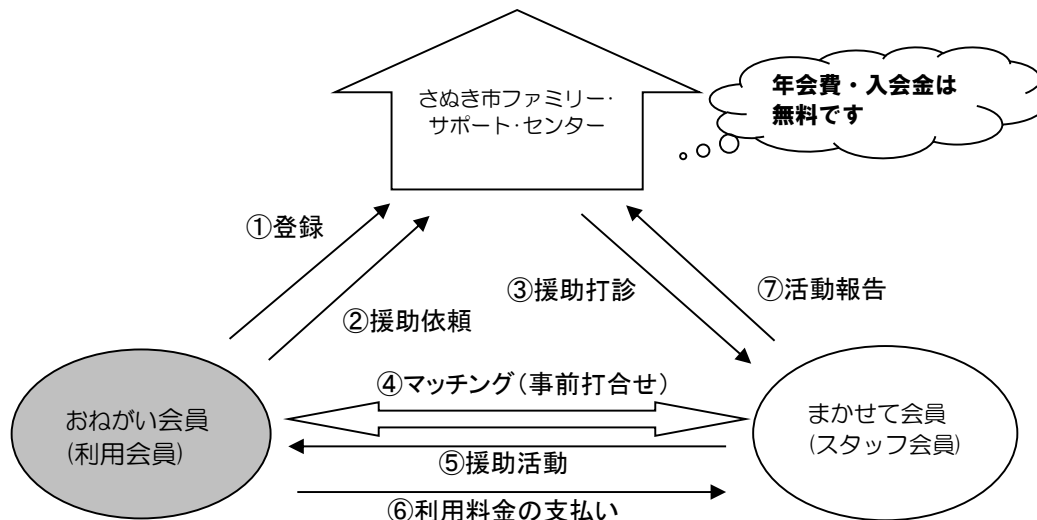 さぬき市ファミリー・
サポート・センター
年会費・入会金は
無料です
①登録
②援助依頼
③援助打診
⑦活動報告
④マッチング(事前打合せ)
おねがい会員
(利用会員)
まかせて会員
(スタッフ会員)
⑤援助活動
⑥利用料金の支払い